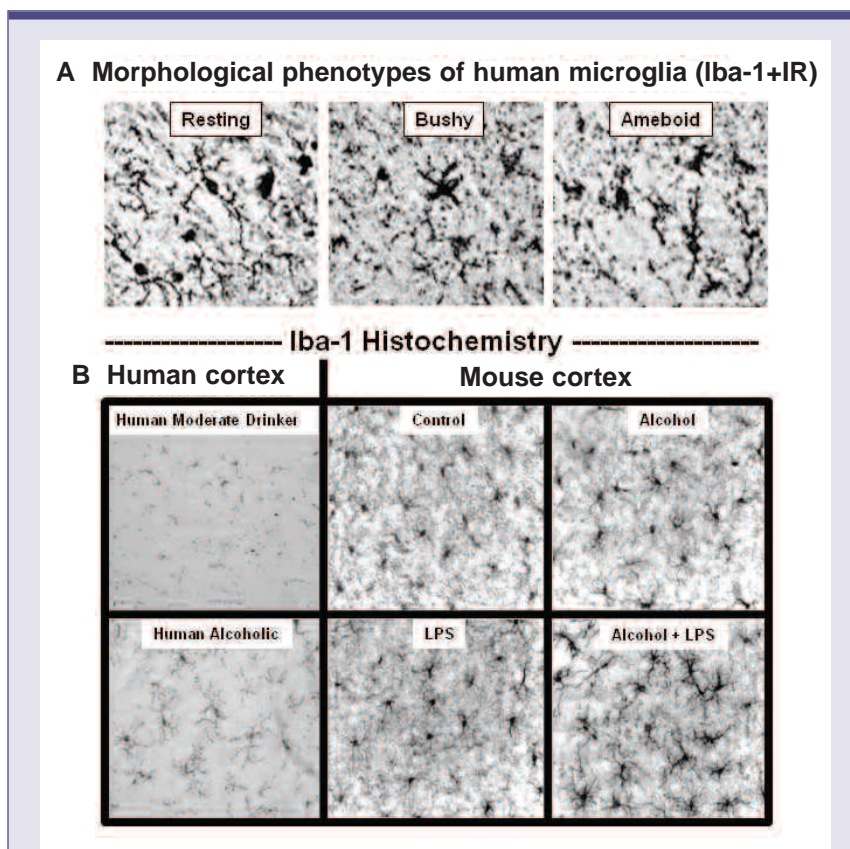 A Morphological phenotypes of human microglia (Iba-1+IR)
Resting Bushy Ameboid
Iba-1 Histochemistry
B Human cortex Mouse cortex
Human Moderate Drinker Control Alcohol
Human Alcoholic LPS Alcohol + LPS